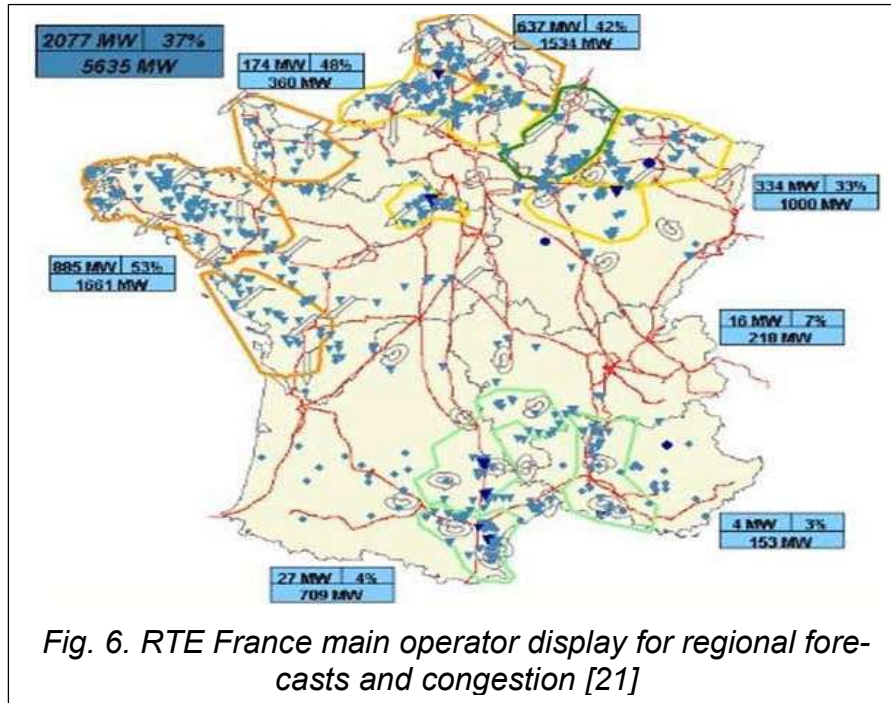 2077 MW 37%
5635 MW
637 MW 42%
1534 MW
174 MW 48%
360 MW
334 MW 33%
1000 MW
885 MW 53%
1661 MW
16 MW 7%
218 MW
4 MW 3%
153 MW
27 MW 4%
709 MW
Fig. 6. RTE France main operator display for regional fore-
casts and congestion [21]